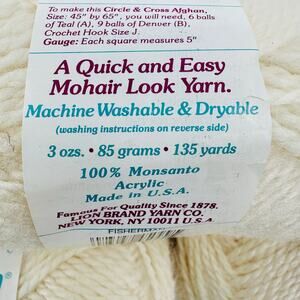 To make this Circle & Cross Afghan,
Size: 45" by 65", you will need, 6 balls
of Teal (A), 9 balls of Denver (B),
Crochet Hook Size J.
Gauge: Each square measures 5"
A Quick and Easy
Mohair Look Yarn.
Machine Washable & Dryable
(washing instructions on reverse side)
3 ozs. • 85 grams • 135 yards
100% Monsanto
Acrylic
Made in U.S.A.
Famous For Quality Since 1878.
LION BRAND YARN CO.
NEW YORK, NY 10011 U.S.A.